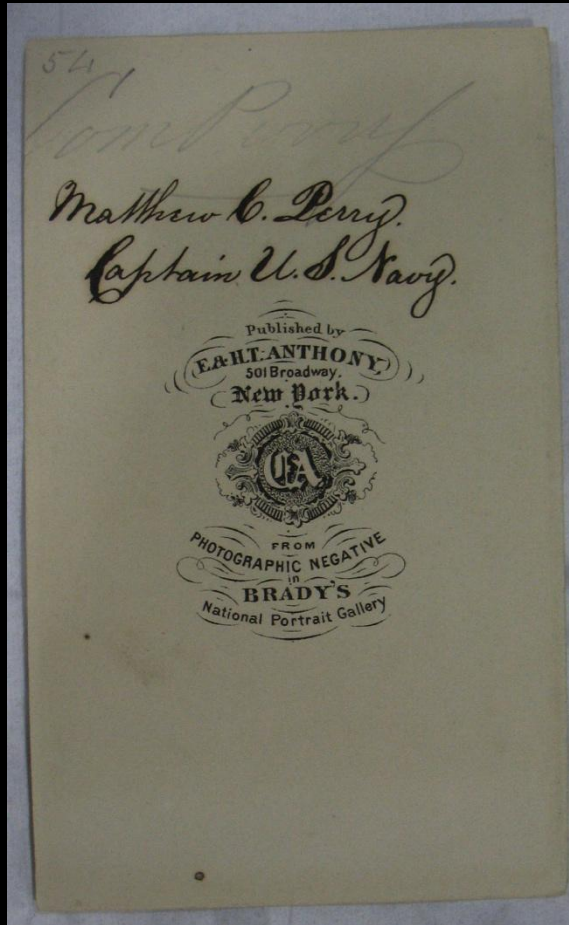 54
Com Perry
Matthew C. Perry.
Captain U. S. Navy.
Published by
E. & H.T. ANTHONY,
501 Broadway.
New York.
FROM
PHOTOGRAPHIC NEGATIVE
in
BRADY'S
National Portrait Gallery